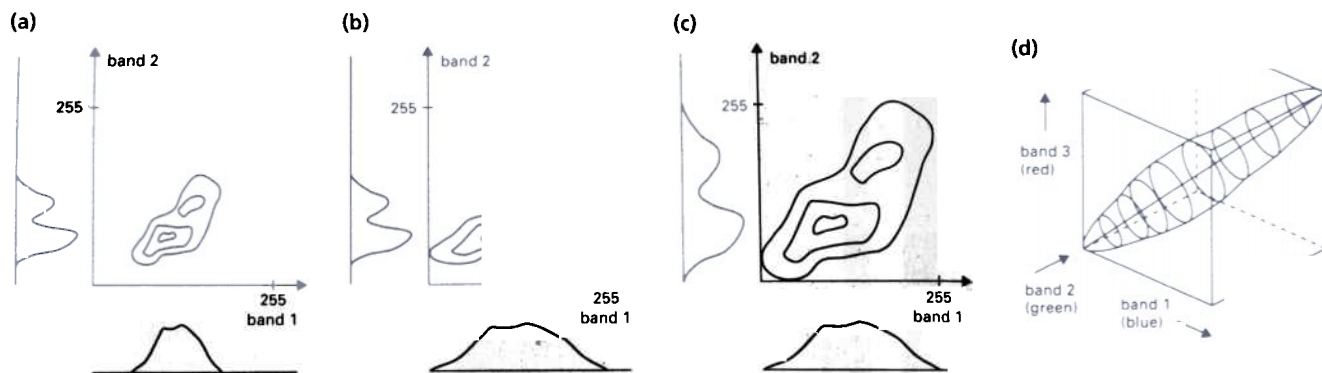 (a)
band 2
255
255
band 1
(b)
band 2
255
255
band 1
(c)
band 2
255
255
band 1
(d)
band 3
(red)
band 2
(green)
band 1
(blue)